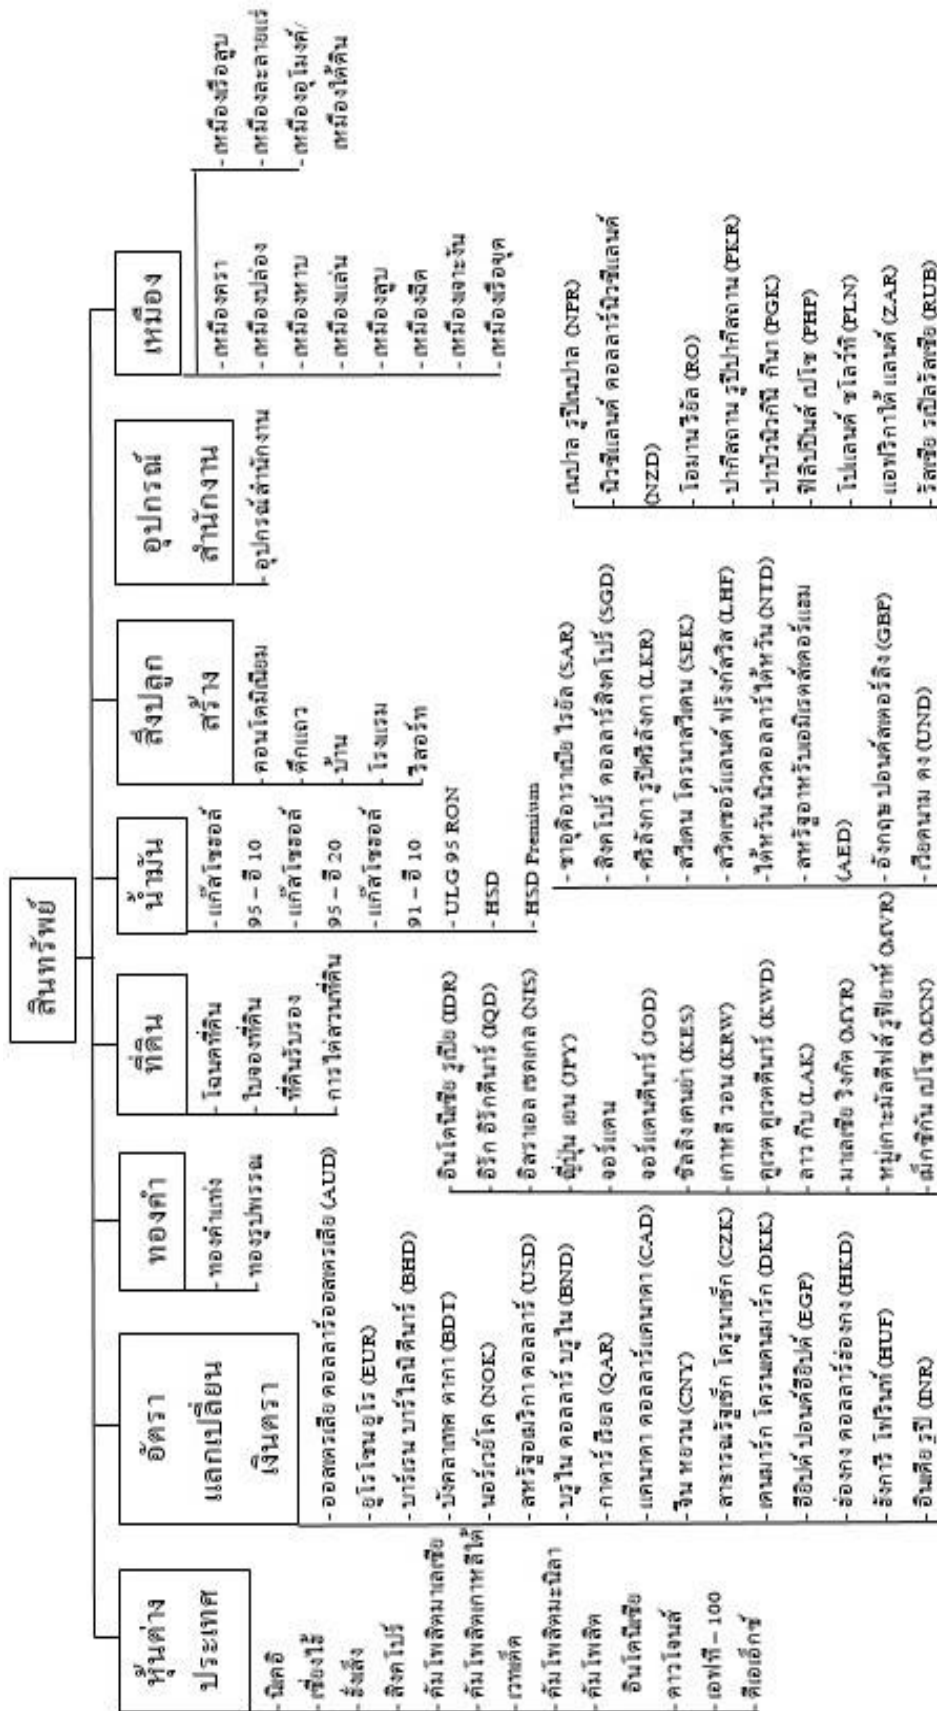 สินทรัพย์
หุ้นต่าง
ประเทศ
- นิเคอิ
- เซี่ยงไฮ้
- ฮั่งเส็ง
- สิงคโปร์
- คัมโพสิตมาเลเซีย
- คัมโพสิตเกาหลีใต้
- เวทเต็ด
- คัมโพสิตมะนิลา
- คัมโพสิต
อินโดนีเซีย
- ดาวโจนส์
- เอฟที – 100
- ดีเอเอ็กซ์
อัตรา
แลกเปลี่ยน
เงินตรา
- ออสเตรเลีย ดอลลาร์ออสเตรเลีย (AUD)
- ยูโรโซน ยูโร (EUR)
- บาร์เรน บาร์ไลนิ ดีนาร์ (BHD)
- บังคลาเทศ ตากา (BDT)
- นอร์เวย์โค (NOK)
- สหรัฐอเมริกา ดอลลาร์ (USD)
- บรูไน ดอลลาร์ บรูไน (BND)
- กาตาร์ เรียล (QAR)
- แคนาดา ดอลลาร์แคนาดา (CAD)
- จีน หยวน (CNY)
- สาธารณรัฐเช็ก โครูนาเช็ก (CZK)
- เดนมาร์ก โครนเดนมาร์ก (DKK)
- อียิปต์ ปอนด์อียิปต์ (EGP)
- ฮ่องกง ดอลลาร์ฮ่องกง (HKD)
- ฮังการี โฟรินท์ (HUF)
- อินเดีย รูปี (INR)
- อินโดนีเซีย รูเปีย (IDR)
- อิรัก อิรักดีนาร์ (IQD)
- อิสราเอล เชคเกล (NIS)
- ญี่ปุ่น เยน (JPY)
- จอร์แดน
จอร์แดนดีนาร์ (JOD)
- ชิลลิงเคนย่า (KES)
- เกาหลี วอน (KRW)
- คูเวต คูเวตดีนาร์ (KWD)
- ลาว กีบ (LAK)
- มาเลเซีย ริงกิต (MYR)
- หมู่เกาะมัลดีฟส์ รูฟิยาห์ (MVR)
- เม็กซิกัน เปโซ (MXN)
- ซาอุดิอาราเบีย ไรยัล (SAR)
- สิงคโปร์ ดอลลาร์สิงคโปร์ (SGD)
- ศรีลังกา รูปีศรีลังกา (LKR)
- สวีเดน โครนาสวีเดน (SEK)
- สวิตเซอร์แลนด์ ฟรังก์สวิส (LHF)
- ไต้หวัน นิวดอลลาร์ไต้หวัน (NTD)
- สหรัฐอาหรับเอมิเรตส์เดอร์แฮม
(AED)
- อังกฤษ ปอนด์สเตอร์ลิง (GBP)
- เวียดนาม ดง (UND)
- เนปาล รูปีเนปาล (NPR)
- นิวซีแลนด์ ดอลลาร์นิวซีแลนด์
(NZD)
- โอมาน ริยัล (RO)
- ปากีสถาน รูปีปากีสถาน (PKR)
- ปาปัวนิวกินี กีนา (PGK)
- ฟิลิปปินส์ เปโซ (PHP)
- โปแลนด์ ซโลว์ทิ (PLN)
- แอฟริกาใต้ แลนด์ (ZAR)
- รัสเซีย รูเบิลรัสเซีย (RUB)
ทองคำ
- ทองคำแท่ง
- ทองรูปพรรณ
ที่ดิน
- โฉนดที่ดิน
- ใบจองที่ดิน
- ที่ดินรับรอง
- การไต่สวนที่ดิน
น้ำมัน
- แก๊สโซฮอล์
95 – อี 10
- แก๊สโซฮอล์
95 – อี 20
- แก๊สโซฮอล์
91 – อี 10
- ULG 95 RON
- HSD
- HSD Premium
สิ่งปลูก
สร้าง
- คอนโดมิเนียม
- ตึกแถว
- บ้าน
- โรงแรม
- รีสอร์ท
อุปกรณ์
สำนักงาน
- อุปกรณ์สำนักงาน
เหมือง
- เหมืองครา
- เหมืองปล่อง
- เหมืองหาบ
- เหมืองแล่น
- เหมืองสูบ
- เหมืองฉีด
- เหมืองเจาะงัน
- เหมืองเรือขุด
- เหมืองเรือสูบ
- เหมืองละลายแร่
- เหมืองอุโมงค์/
เหมืองใต้ดิน